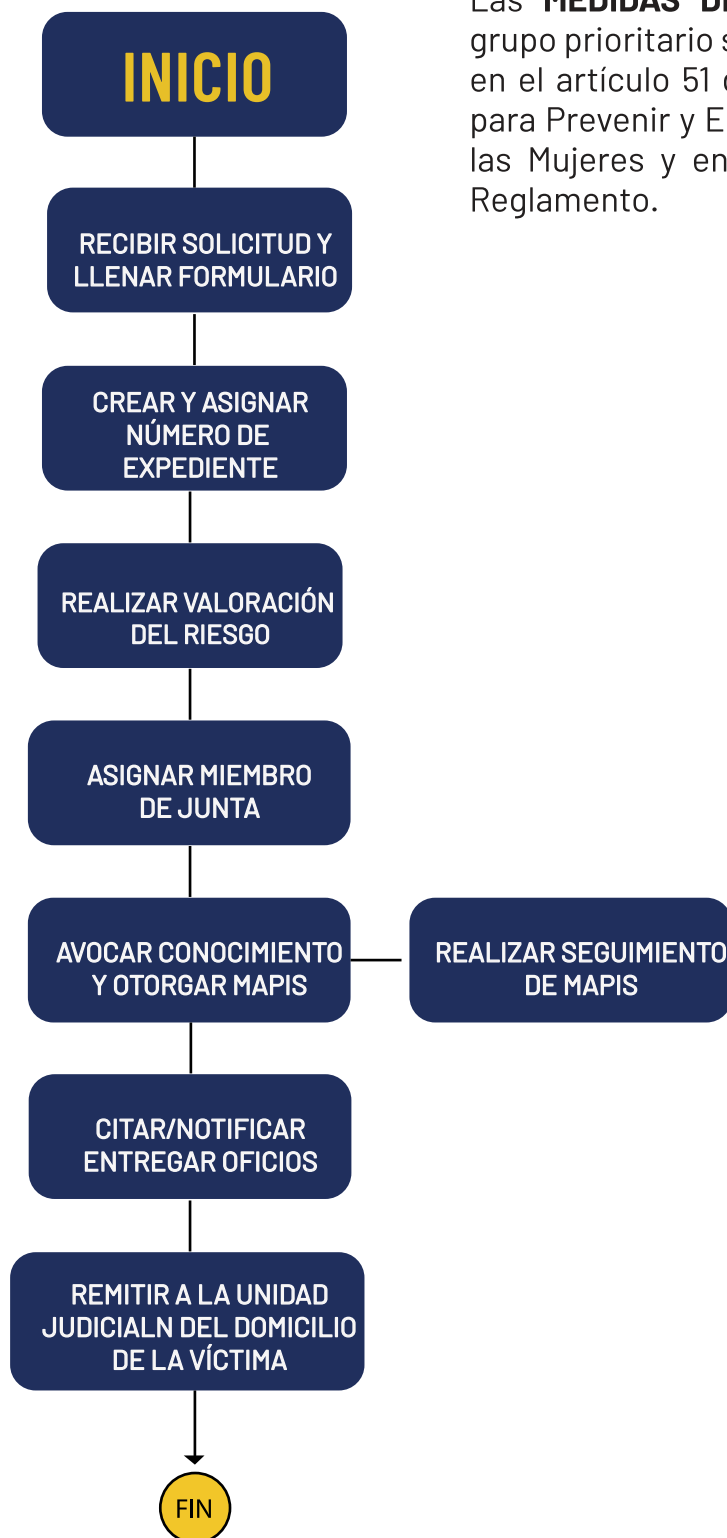 Las MEDIDAS
grupo prioritario
en el artículo 51
para Prevenir y
las Mujeres y en
Reglamento.
INICIO
RECIBIR SOLICITUD Y
LLENAR FORMULARIO
CREAR Y ASIGNAR
NÚMERO DE
EXPEDIENTE
REALIZAR VALORACIÓN
DEL RIESGO
ASIGNAR MIEMBRO
DE JUNTA
AVOCAR CONOCIMIENTO
Y OTORGAR MAPIS
REALIZAR SEGUIMIENTO
DE MAPIS
CITAR/NOTIFICAR
ENTREGAR OFICIOS
REMITIR A LA UNIDAD
JUDICIALN DEL DOMICILIO
DE LA VÍCTIMA
FIN